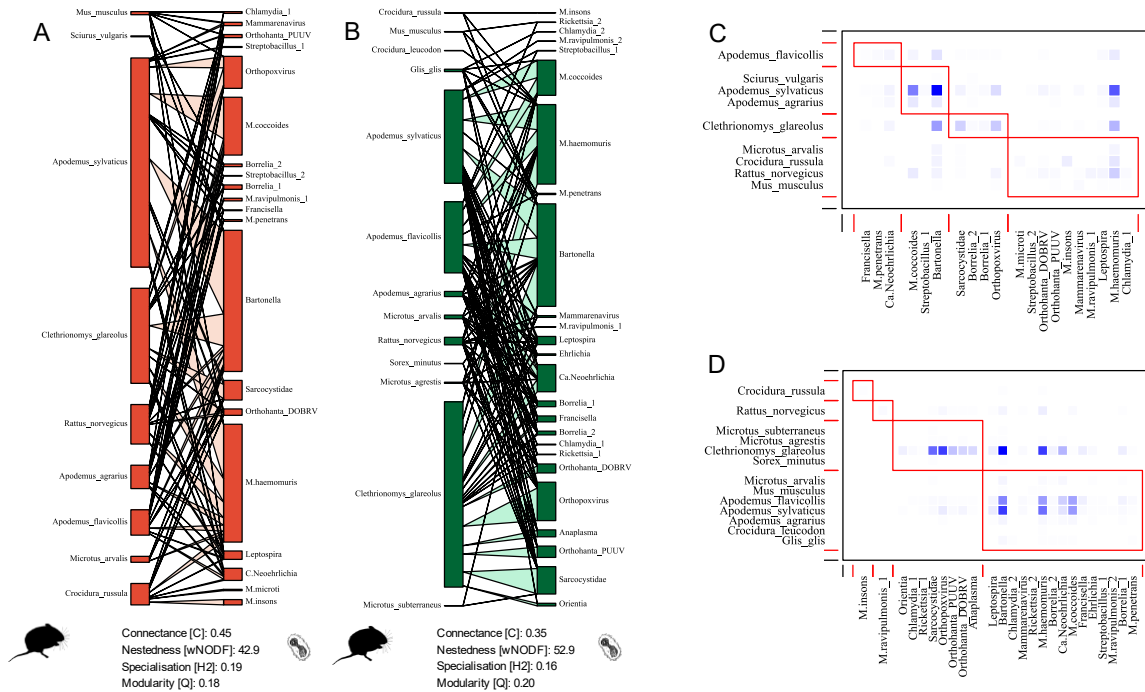 A
Mus_musculus
Sciurus_vulgaris
Apodemus_sylvaticus
Clethrionomys_glareolus
Rattus_norvegicus
Apodemus_agrarius
Apodemus_flavicollis
Microtus_arvalis
Crocidura_russula
Chlamydia_1
Mammarenavirus
Orthohanta_PUUV
Streptobacillus_1
Orthopoxvirus
M.coccoides
Borrelia_2
Streptobacillus_2
Borrelia_1
M.ravipulmonis_1
Francisella
M.penetrans
Bartonella
Sarcocystidae
Orthohanta_DOBRV
M.haemomuris
Leptospira
C.Neoehrlichia
M.microti
M.insons
Connectance [C]: 0.45
Nestedness [wNODF]: 42.9
Specialisation [H2]: 0.19
Modularity [Q]: 0.18
B
Crocidura_russula
Mus_musculus
Crocidura_leucodon
Glis_glis
Apodemus_sylvaticus
Apodemus_flavicollis
Apodemus_agrarius
Microtus_arvalis
Rattus_norvegicus
Sorex_minutus
Microtus_agrestis
Clethrionomys_glareolus
Microtus_subterraneus
M.insons
Rickettsia_2
Chlamydia_2
M.ravipulmonis_2
Streptobacillus_1
M.coccoides
M.haemomuris
M.penetrans
Bartonella
Mammarenavirus
M.ravipulmonis_1
Leptospira
Ehrlichia
Ca.Neoehrlichia
Borrelia_1
Francisella
Borrelia_2
Chlamydia_1
Rickettsia_1
Orthohanta_DOBRV
Orthopoxvirus
Anaplasma
Orthohanta_PUUV
Sarcocystidae
Orientia
Connectance [C]: 0.35
Nestedness [wNODF]: 52.9
Specialisation [H2]: 0.16
Modularity [Q]: 0.20
C
Apodemus_flavicollis
Sciurus_vulgaris
Apodemus_sylvaticus
Apodemus_agrarius
Clethrionomys_glareolus
Microtus_arvalis
Crocidura_russula
Rattus_norvegicus
Mus_musculus
Francisella
M.penetrans
Ca.Neoehrlichia
M.coccoides
Streptobacillus_1
Bartonella
Sarcocystidae
Borrelia_2
Borrelia_1
Orthopoxvirus
M.microti
Streptobacillus_2
Orthohanta_DOBRV
Orthohanta_PUUV
M.insons
Mammarenavirus
M.ravipulmonis_1
Leptospira
M.haemomuris
Chlamydia_1
D
Crocidura_russula
Rattus_norvegicus
Microtus_subterraneus
Microtus_agrestis
Clethrionomys_glareolus
Sorex_minutus
Microtus_arvalis
Mus_musculus
Apodemus_flavicollis
Apodemus_sylvaticus
Apodemus_agrarius
Crocidura_leucodon
Glis_glis
M.insons
M.ravipulmonis_1
Orientia
Chlamydia_1
Rickettsia_1
Sarcocystidae
Orthopoxvirus
Orthohanta_PUUV
Orthohanta_DOBRV
Anaplasma
Leptospira
Bartonella
Chlamydia_2
Mammarenavirus
Rickettsia_2
M.haemomuris
Borrelia_2
Ca.Neoehrlichia
M.coccoides
Francisella
Ehrlichia
Streptobacillus_1
M.ravipulmonis_2
Borrelia_1
M.penetrans